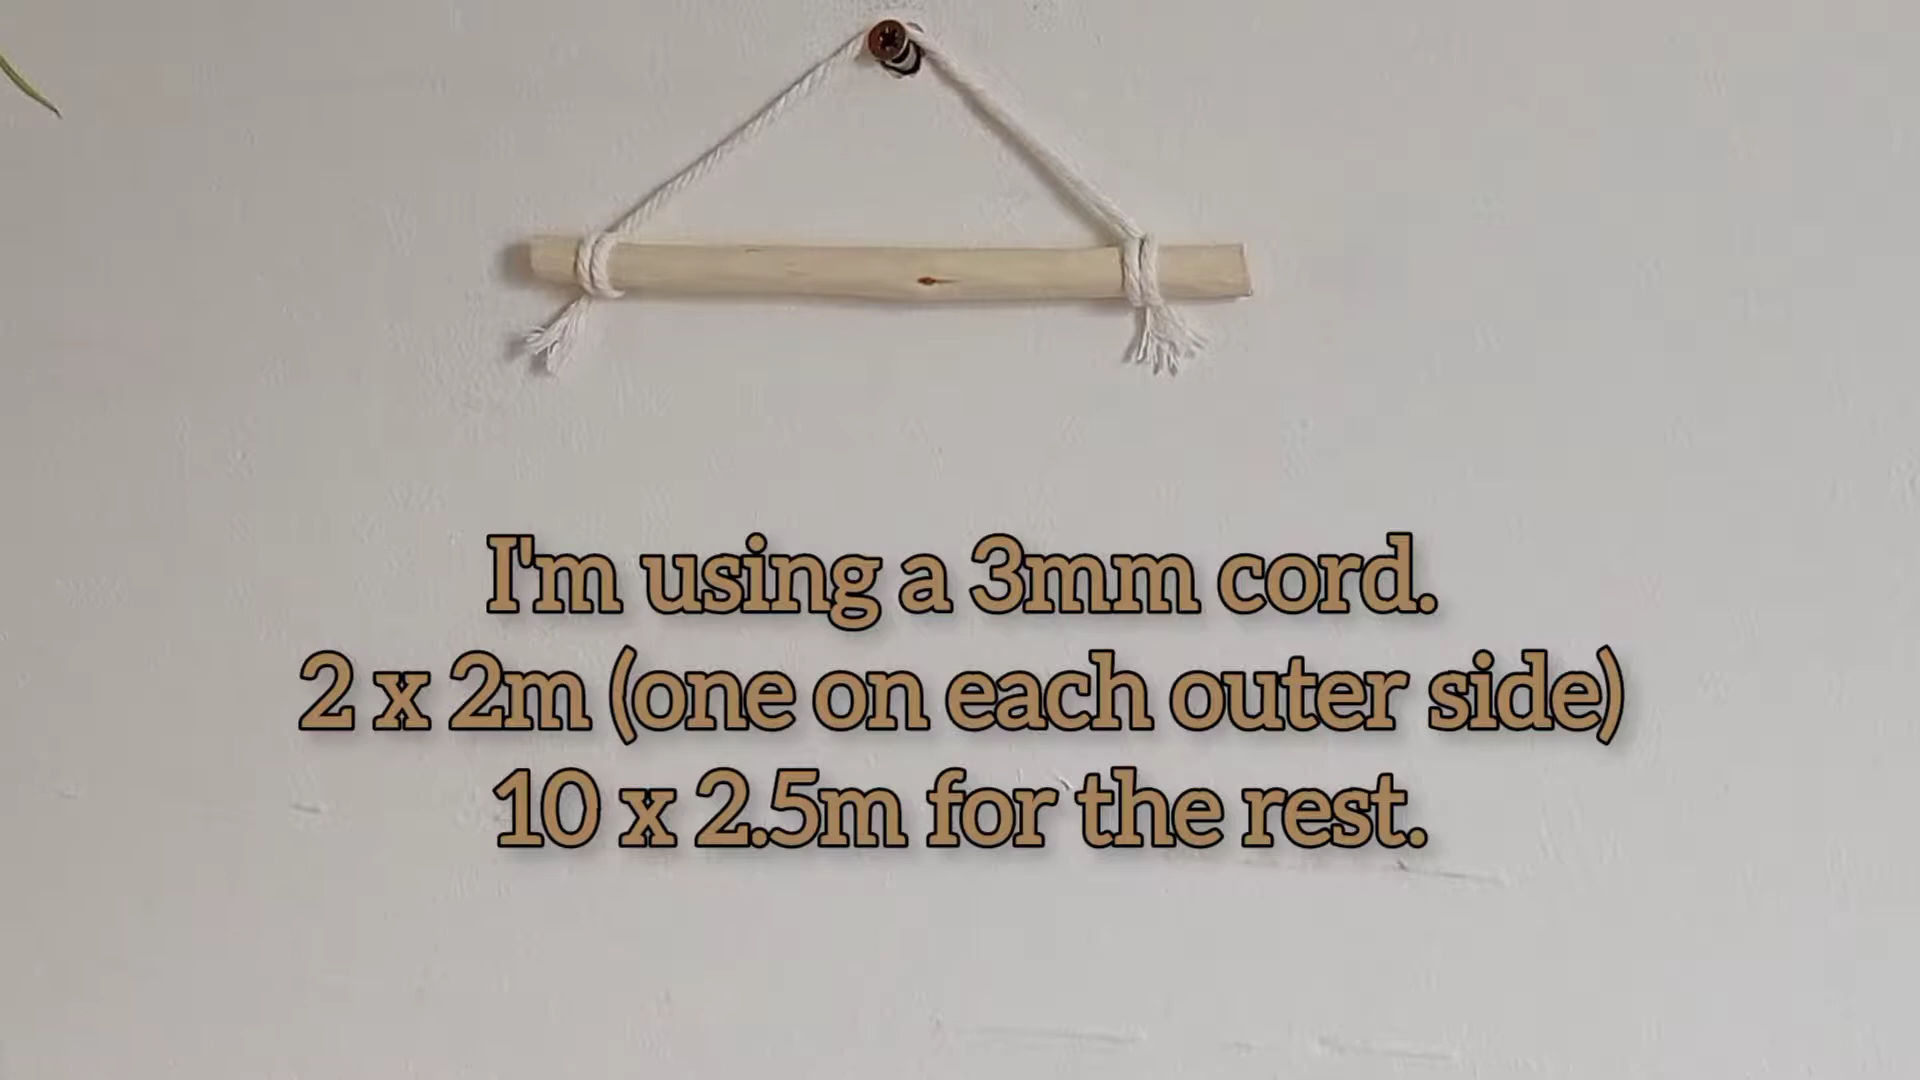 I'm using a 3mm cord.
2 x 2m (one on each outer side)
10 x 2.5m for the rest.